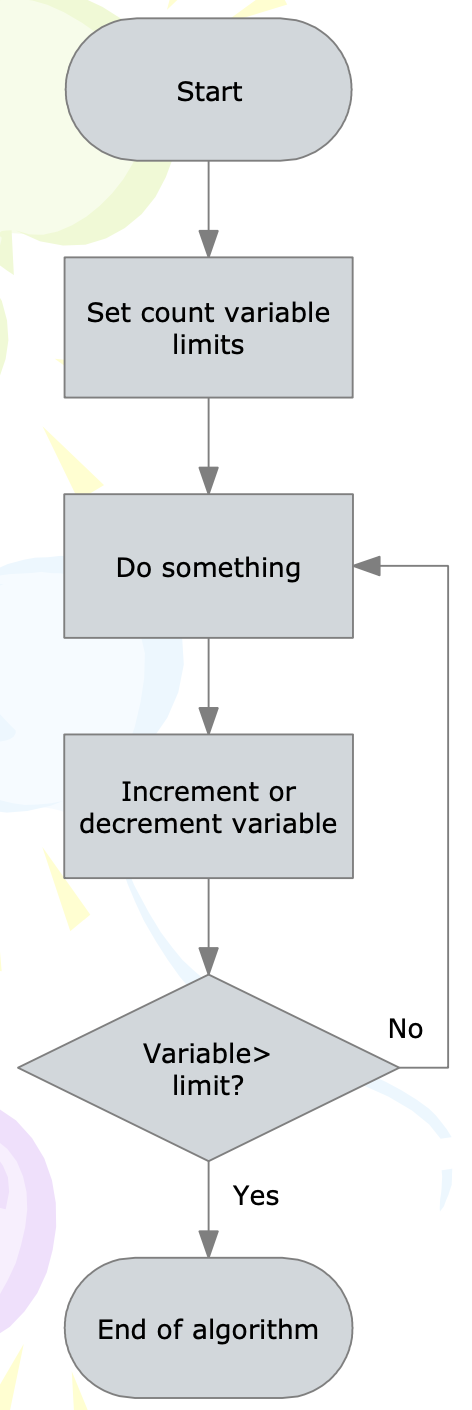 Start
Set count variable
limits
Do something
Increment or
decrement variable
Variable>
limit?
No
Yes
End of algorithm